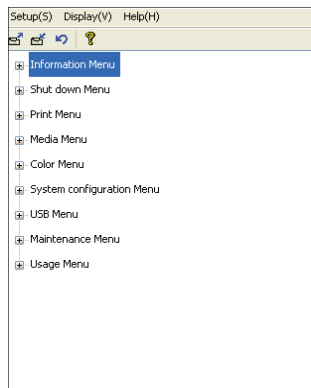 Setup(S) Display(V) Help(H)
Information Menu
Shut down Menu
Print Menu
Media Menu
Color Menu
System configuration Menu
USB Menu
Maintenance Menu
Usage Menu